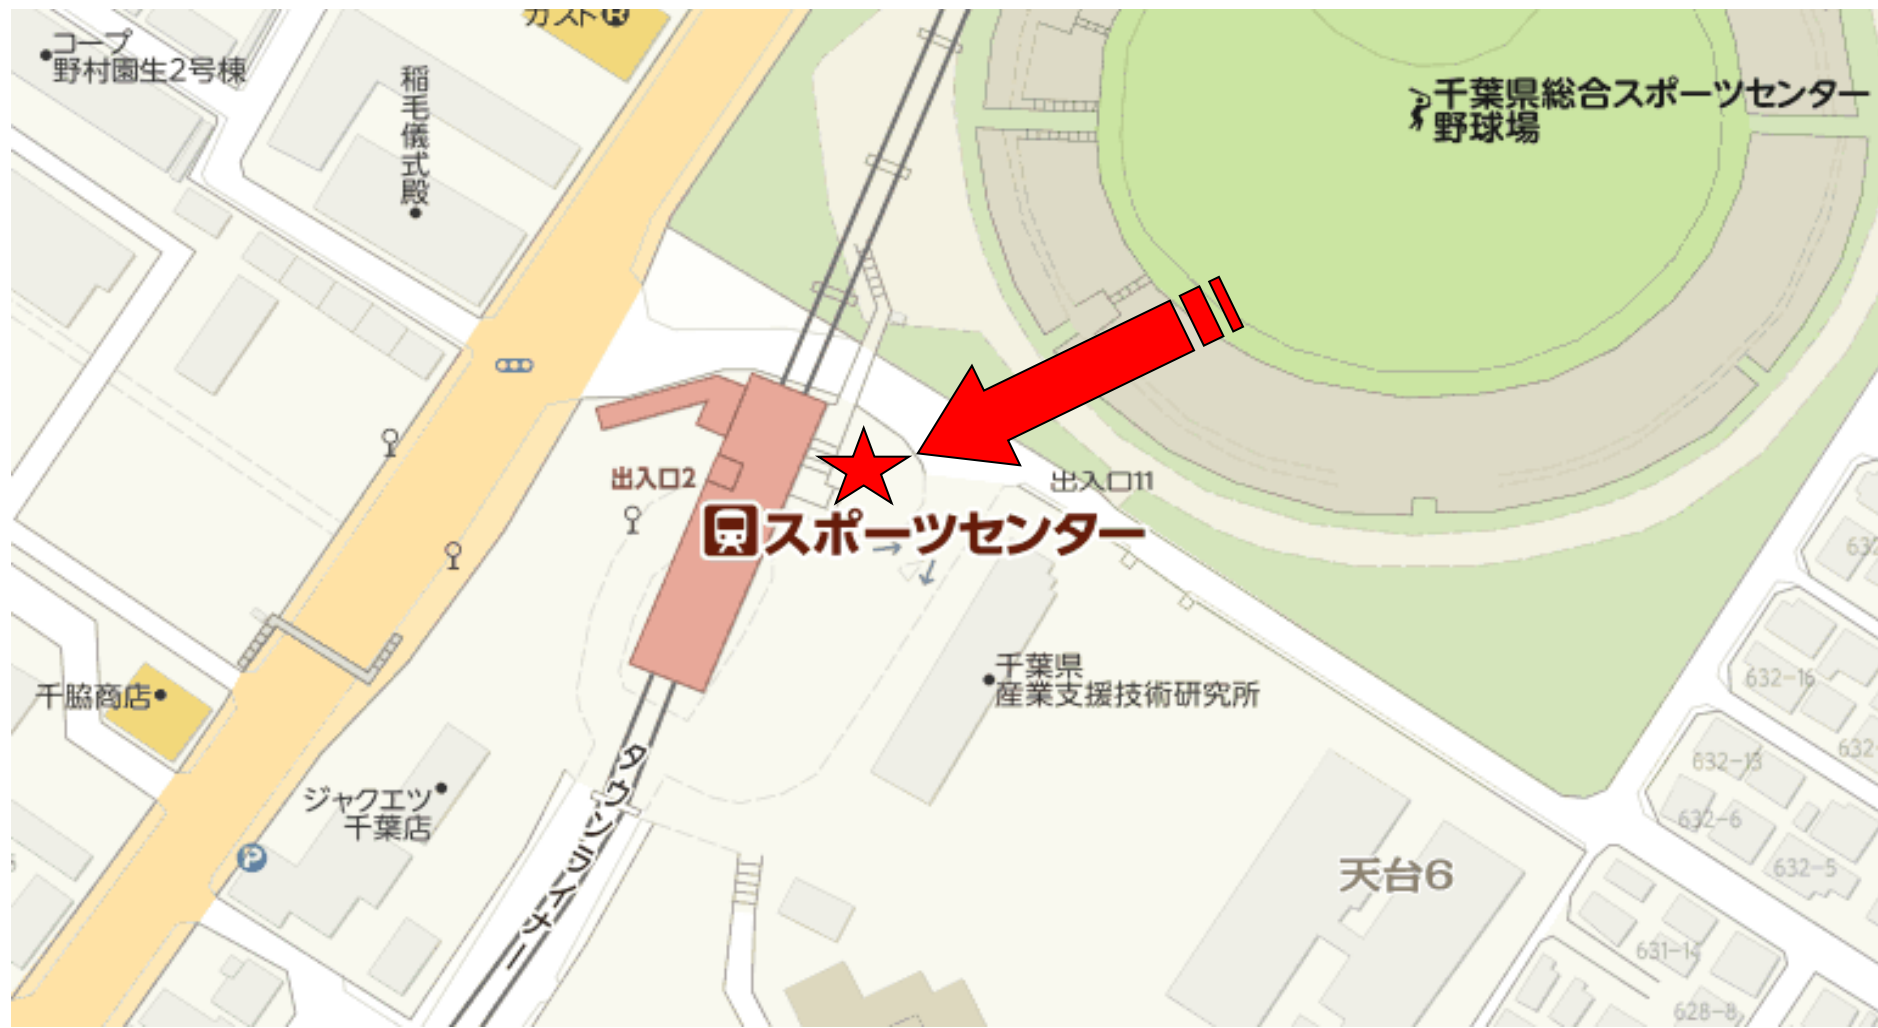 ガスト
コープ
野村園生2号棟
稲毛儀式殿
千葉県総合スポーツセンター
野球場
出入口2
出入口11
スポーツセンター
千葉県
産業支援技術研究所
千脇商店
タウンライナー
ジャクエツ
千葉店
P
天台6
632-16
632-13
632-6
632-5
631-14
628-8